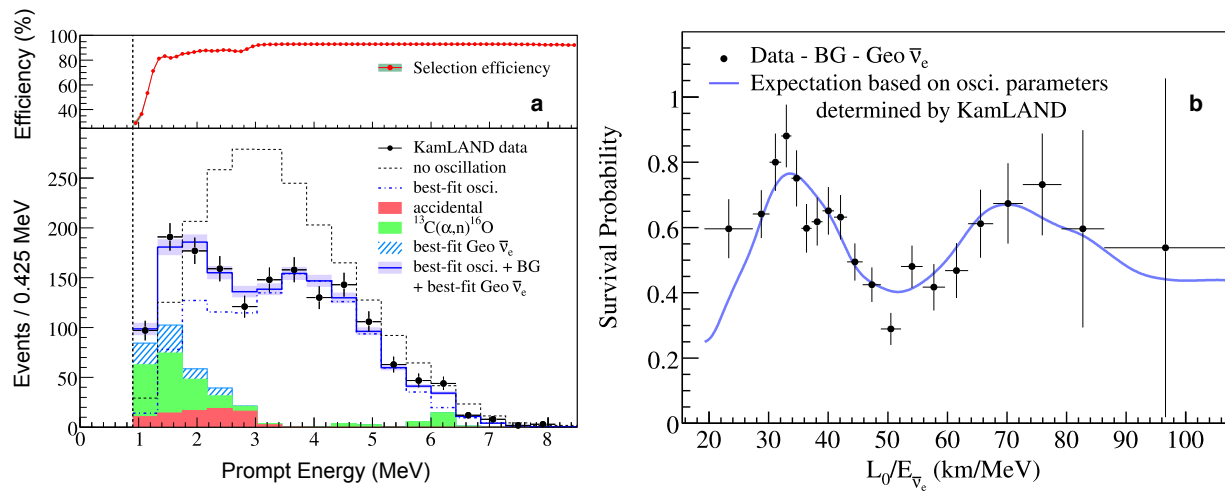 Efficiency (%)
100
80
60
40
Selection efficiency
a
Events / 0.425 MeV
250
200
150
100
50
0
KamLAND data
no oscillation
best-fit osci.
accidental
¹³C(α,n)¹⁶O
best-fit Geo ν̅ₑ
best-fit osci. + BG
+ best-fit Geo ν̅ₑ
0 1 2 3 4 5 6 7 8
Prompt Energy (MeV)
Survival Probability
1
0.8
0.6
0.4
0.2
0
Data - BG - Geo ν̅ₑ
Expectation based on osci. parameters
determined by KamLAND
b
20 30 40 50 60 70 80 90 100
L₀/E_ν̅ₑ (km/MeV)